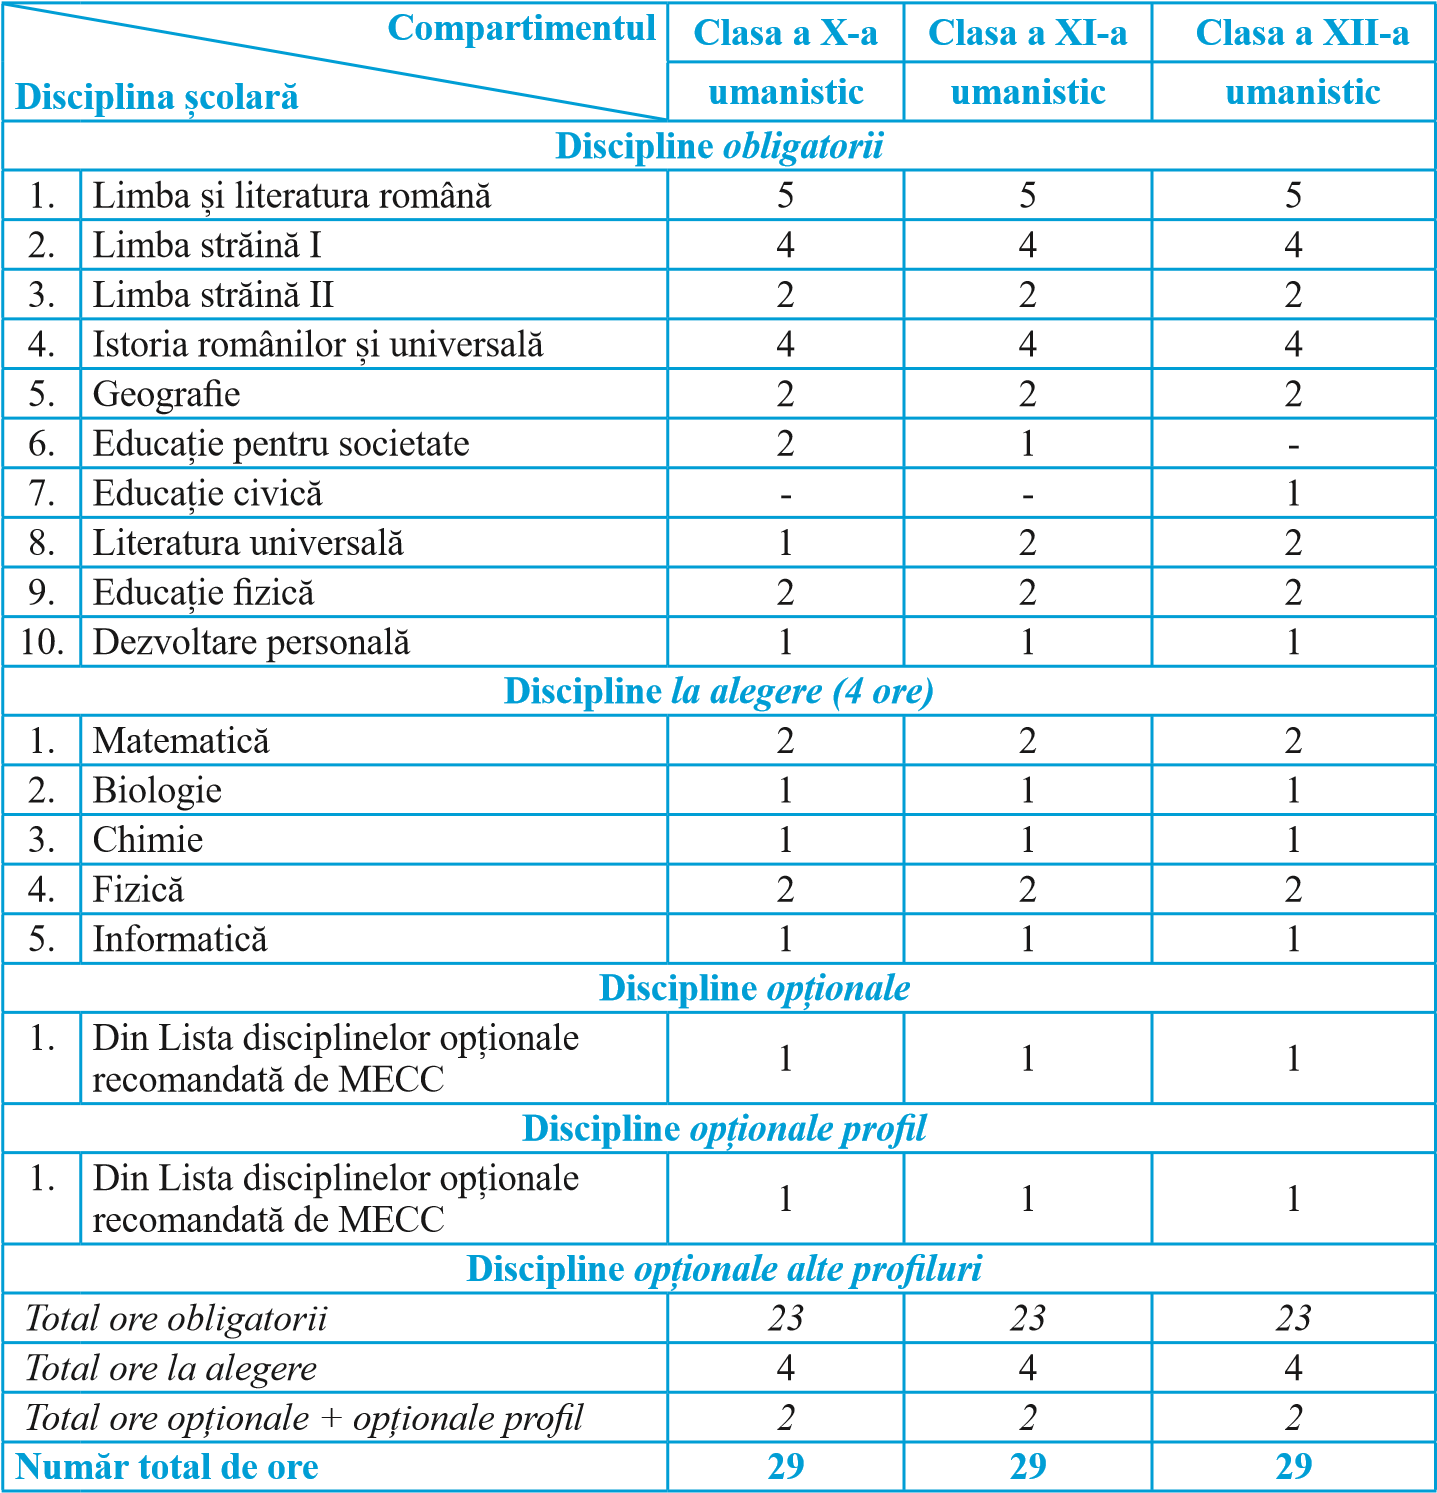 Compartimentul Clasa a X-a Clasa a XI-a Clasa a XII-a
Disciplina școlară umanistic umanistic umanistic
Discipline obligatorii
1. Limba și literatura română 5 5 5
2. Limba străină I 4 4 4
3. Limba străină II 2 2 2
4. Istoria românilor și universală 4 4 4
5. Geografie 2 2 2
6. Educație pentru societate 2 1 -
7. Educație civică - - 1
8. Literatura universală 1 2 2
9. Educație fizică 2 2 2
10. Dezvoltare personală 1 1 1
Discipline la alegere (4 ore)
1. Matematică 2 2 2
2. Biologie 1 1 1
3. Chimie 1 1 1
4. Fizică 2 2 2
5. Informatică 1 1 1
Discipline opționale
1. Din Lista disciplinelor opționale
recomandată de MECC 1 1 1
Discipline opționale profil
1. Din Lista disciplinelor opționale
recomandată de MECC 1 1 1
Discipline opționale alte profiluri
Total ore obligatorii 23 23 23
Total ore la alegere 4 4 4
Total ore opționale + opționale profil 2 2 2
Număr total de ore 29 29 29